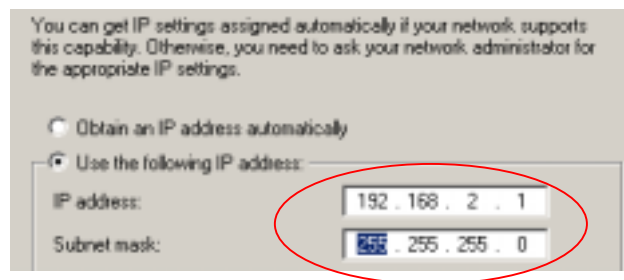 You can get IP settings assigned automatically if your network supports
this capability. Otherwise, you need to ask your network administrator for
the appropriate IP settings.
Obtain an IP address automatically
Use the following IP address:
IP address: 192 . 168 . 2 . 1
Subnet mask: 255 . 255 . 255 . 0